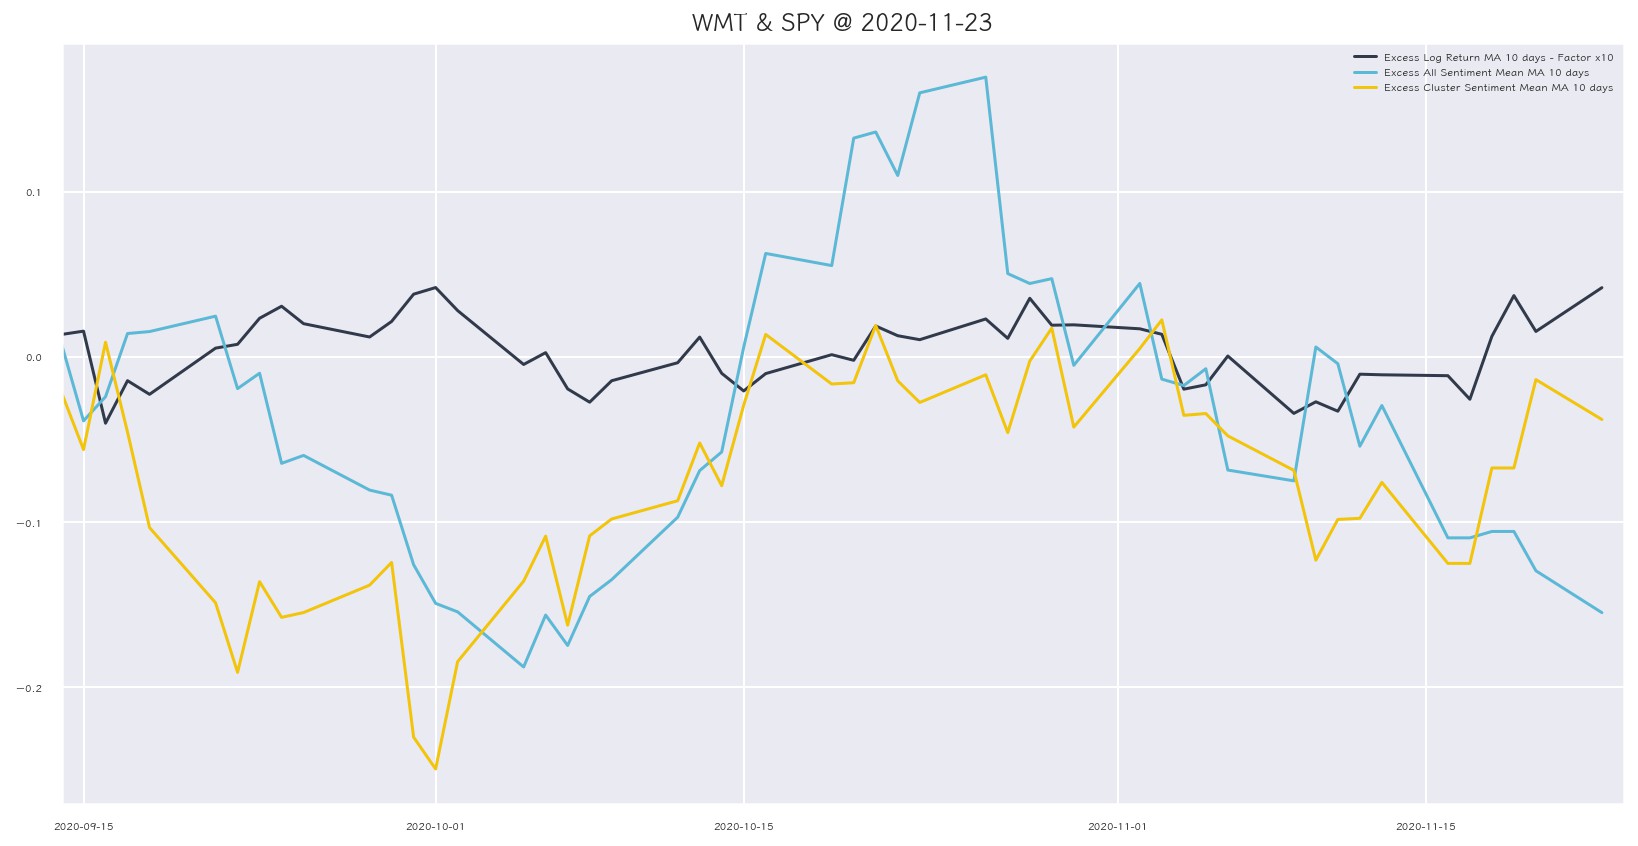 WMT & SPY @ 2020-11-23
Excess Log Return MA 10 days - Factor x10
Excess All Sentiment Mean MA 10 days
Excess Cluster Sentiment Mean MA 10 days
0.1
0.0
−0.1
−0.2
2020-09-15
2020-10-01
2020-10-15
2020-11-01
2020-11-15